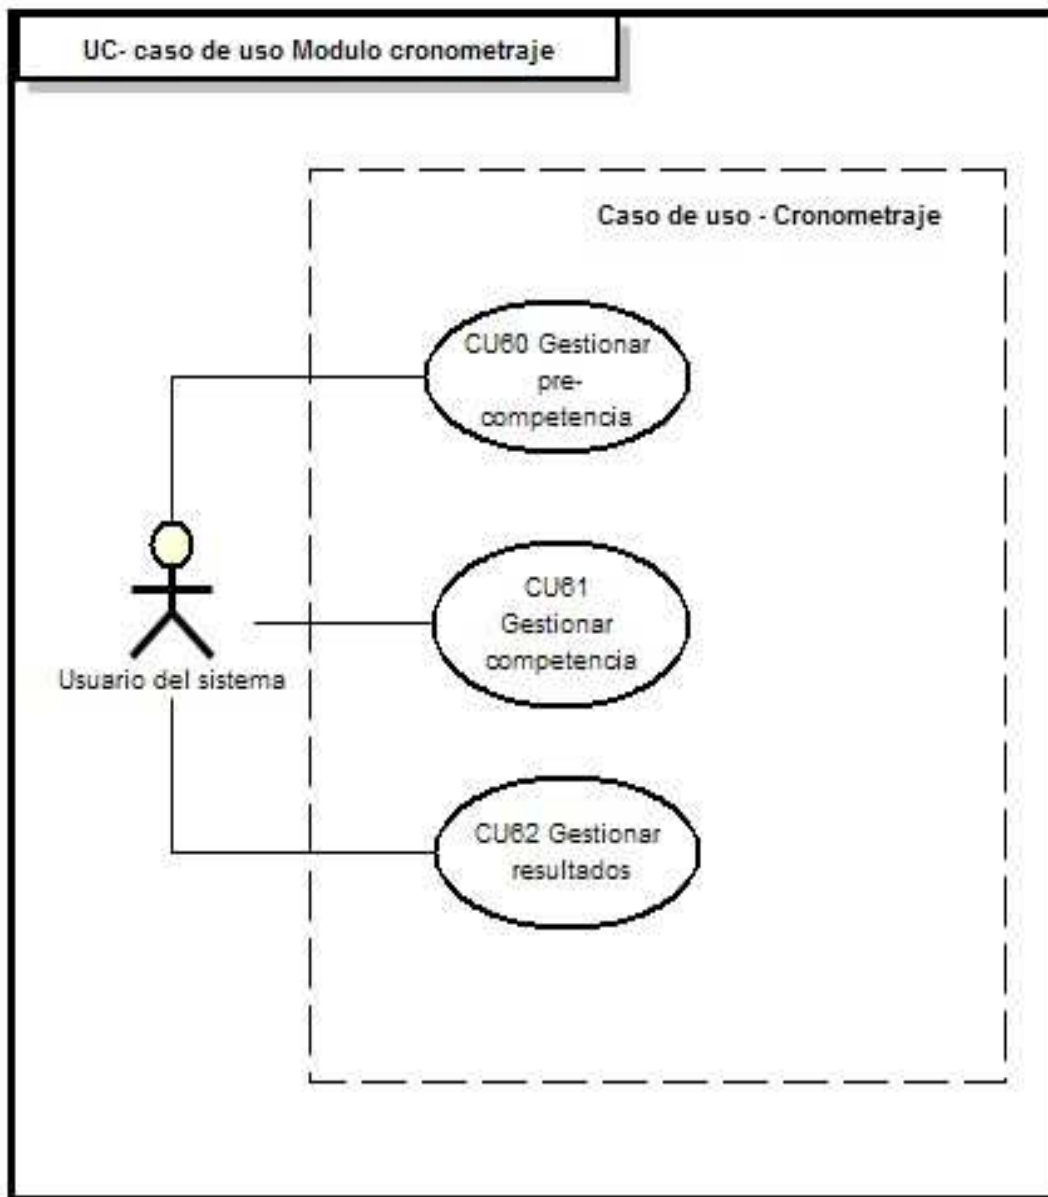 UC- caso de uso Modulo cronometraje
Caso de uso - Cronometraje
CU60 Gestionar
pre-
competencia
CU61
Gestionar
competencia
Usuario del sistema
CU62 Gestionar
resultados